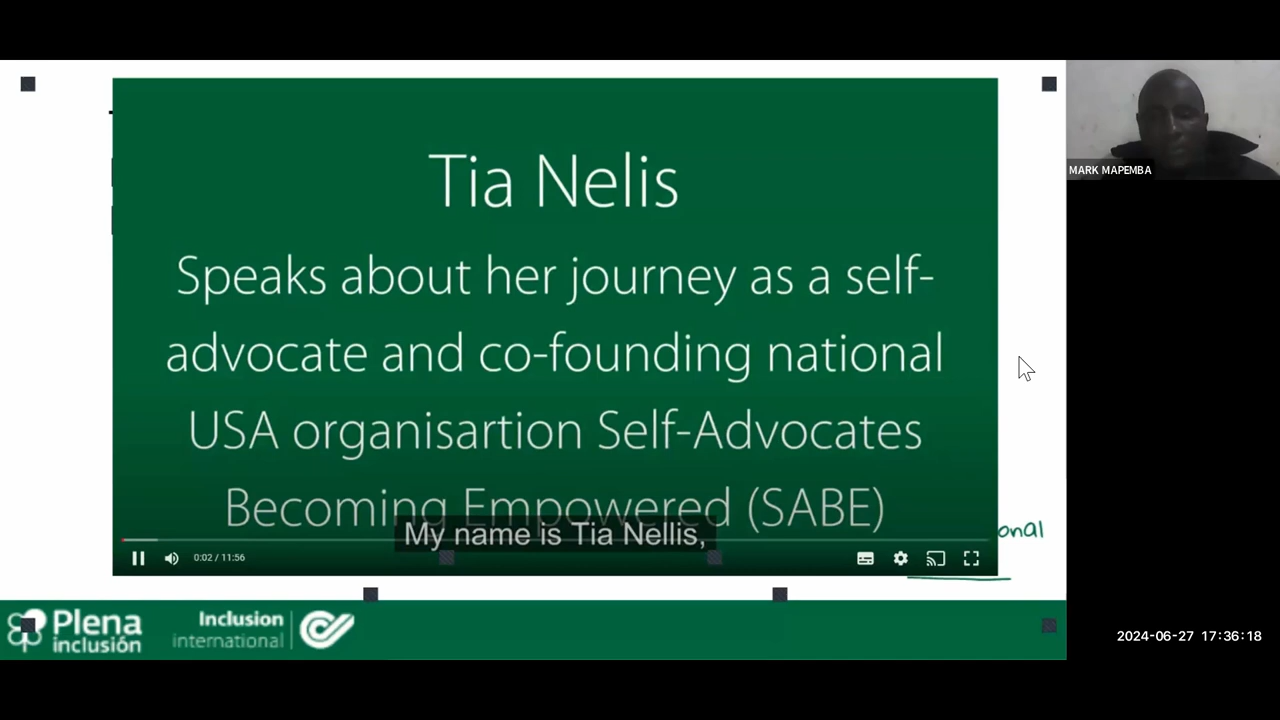 Tia Nelis
Speaks about her journey as a self-
advocate and co-founding national
USA organisartion Self-Advocates
Becoming Empowered (SABE)
My name is Tia Nellis,
0:02 / 11:56
onal
Plena
inclusión
Inclusion
international
MARK MAPEMBA
2024-06-27 17:36:18